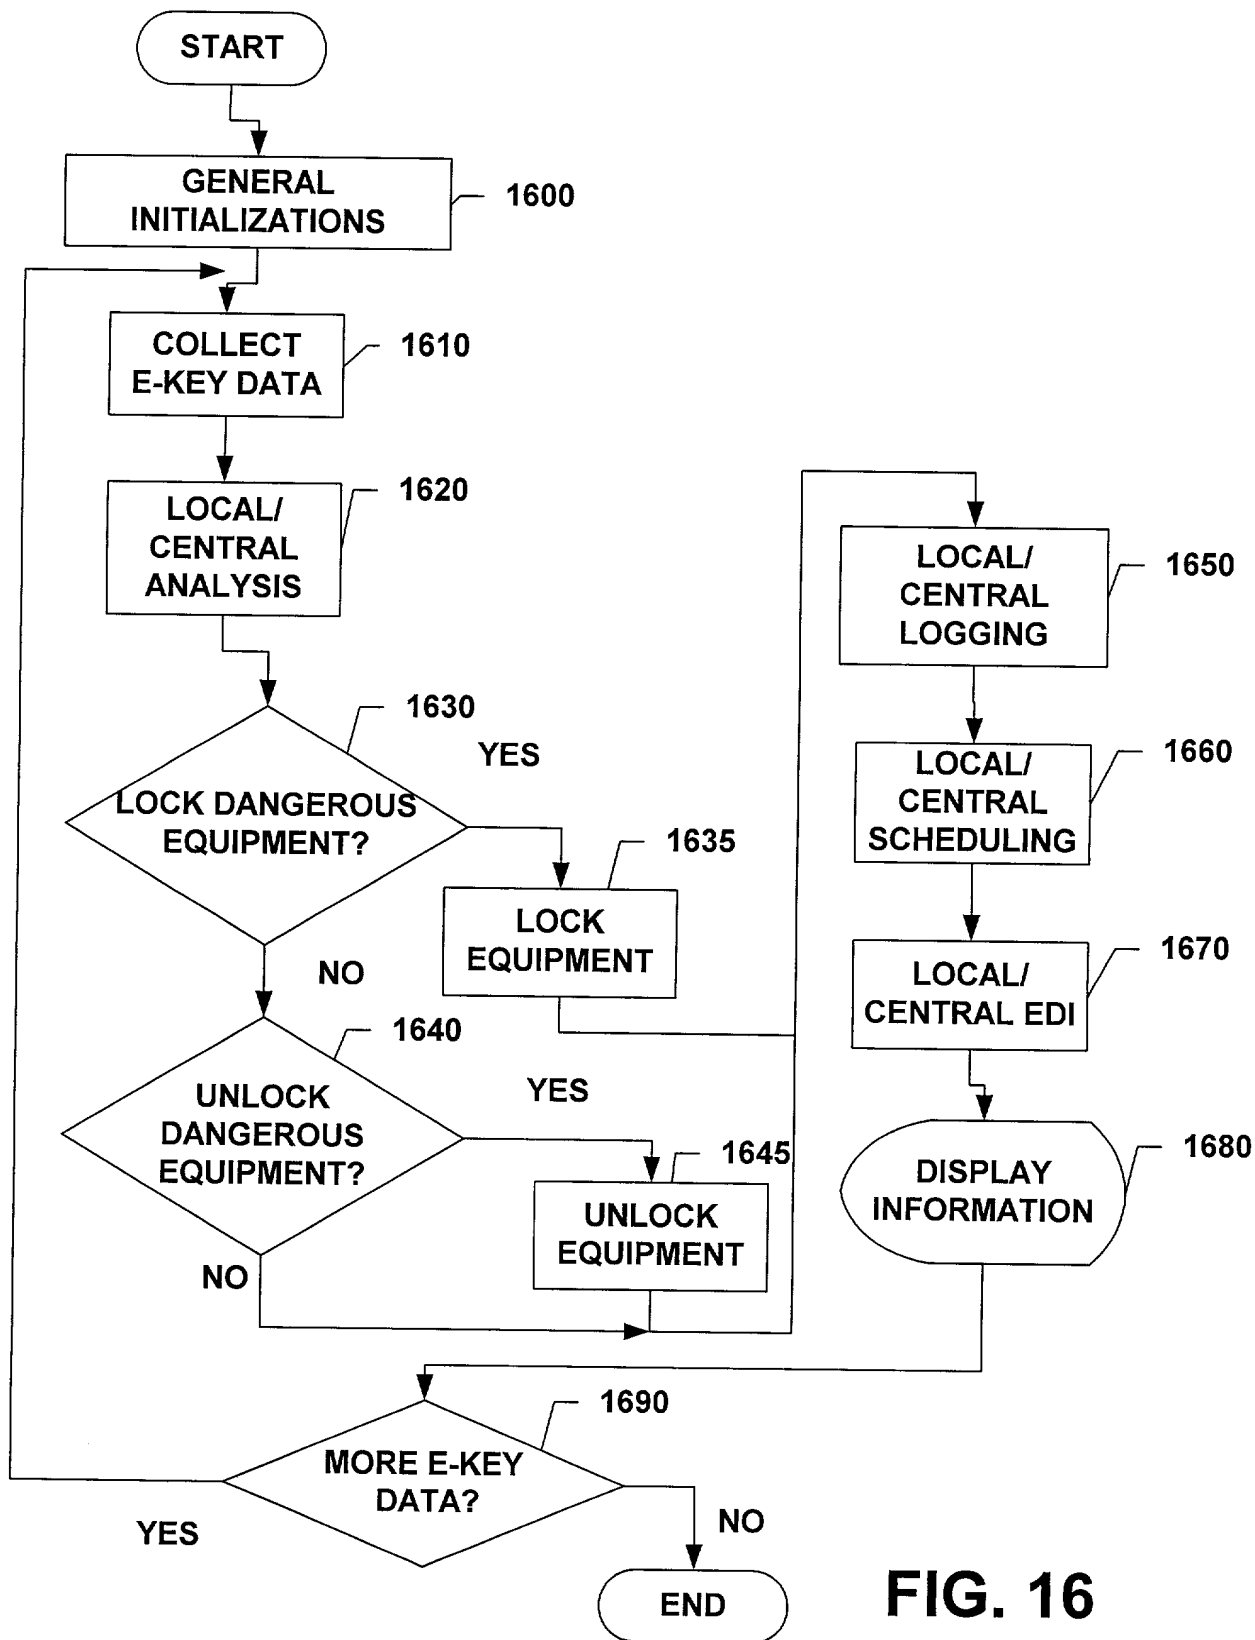 START
GENERAL
INITIALIZATIONS
1600
COLLECT
E-KEY DATA
1610
LOCAL/
CENTRAL
ANALYSIS
1620
LOCK DANGEROUS
EQUIPMENT?
1630
YES
NO
LOCK
EQUIPMENT
1635
UNLOCK
DANGEROUS
EQUIPMENT?
1640
YES
NO
UNLOCK
EQUIPMENT
1645
LOCAL/
CENTRAL
LOGGING
1650
LOCAL/
CENTRAL
SCHEDULING
1660
LOCAL/
CENTRAL EDI
1670
DISPLAY
INFORMATION
1680
MORE E-KEY
DATA?
1690
YES
NO
END
FIG. 16